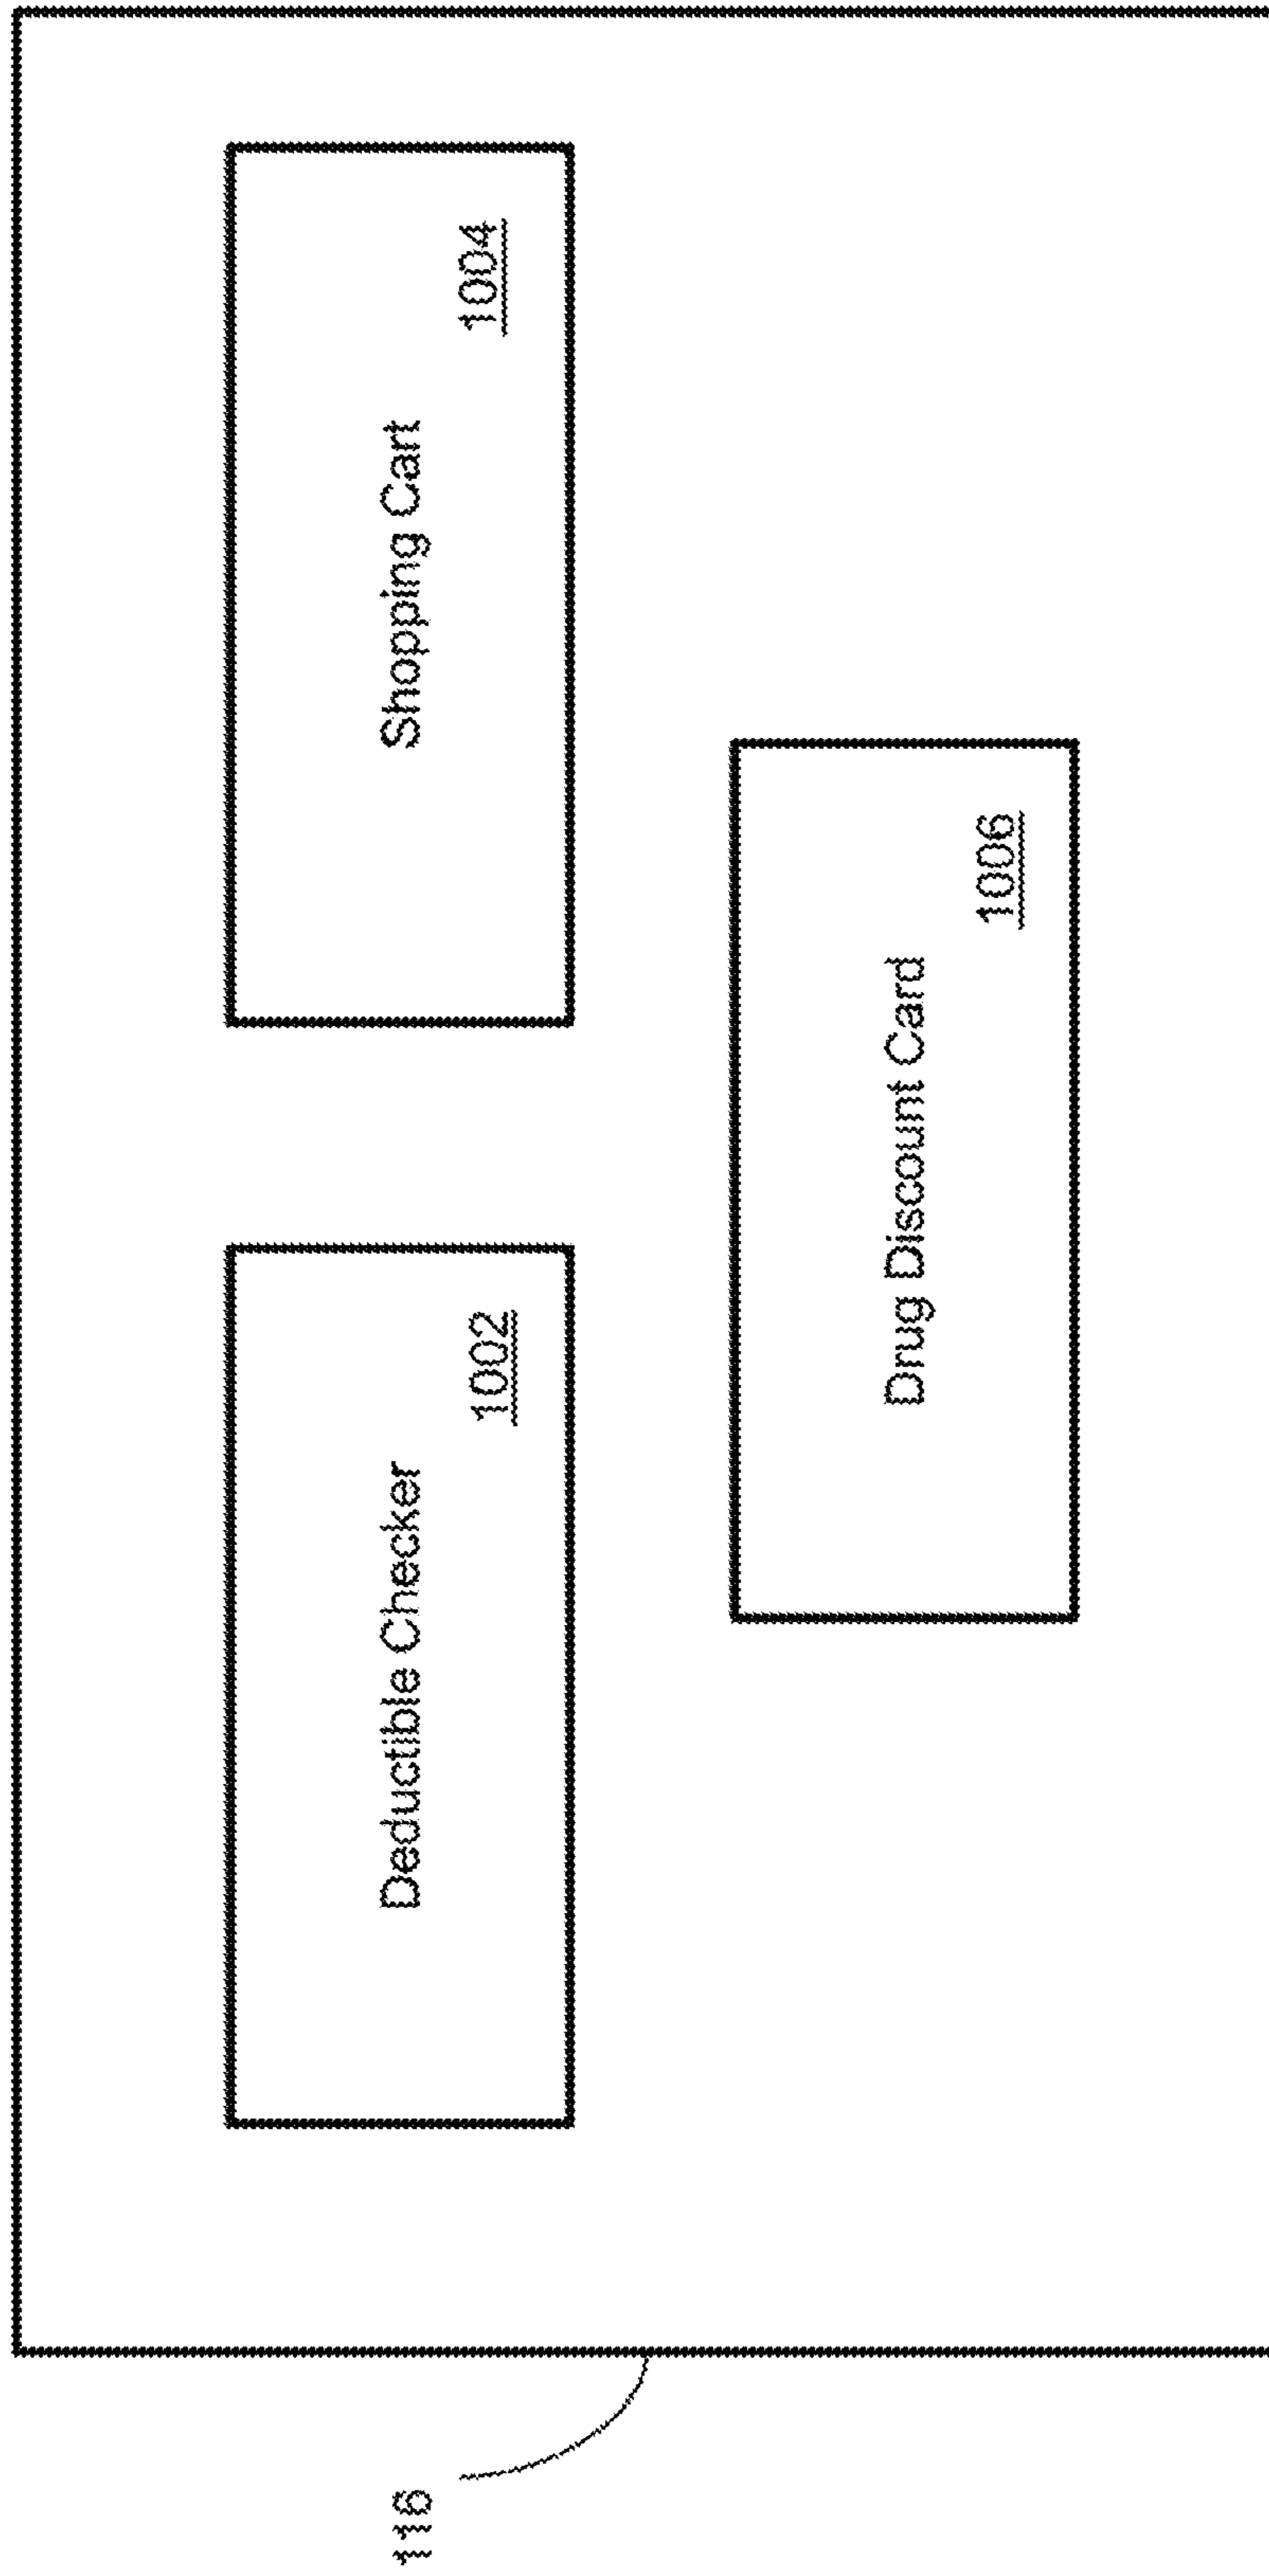 116
Deductible Checker
1002
Shopping Cart
1004
Drug Discount Card
1006